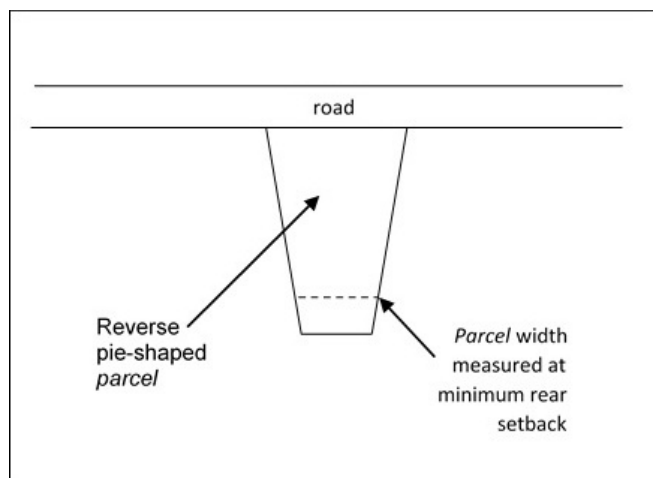 road
Reverse
pie-shaped
parcel
Parcel width
measured at
minimum rear
setback